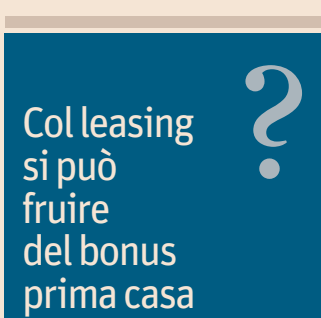 Col leasing
si può
fruire
del bonus
prima casa
?